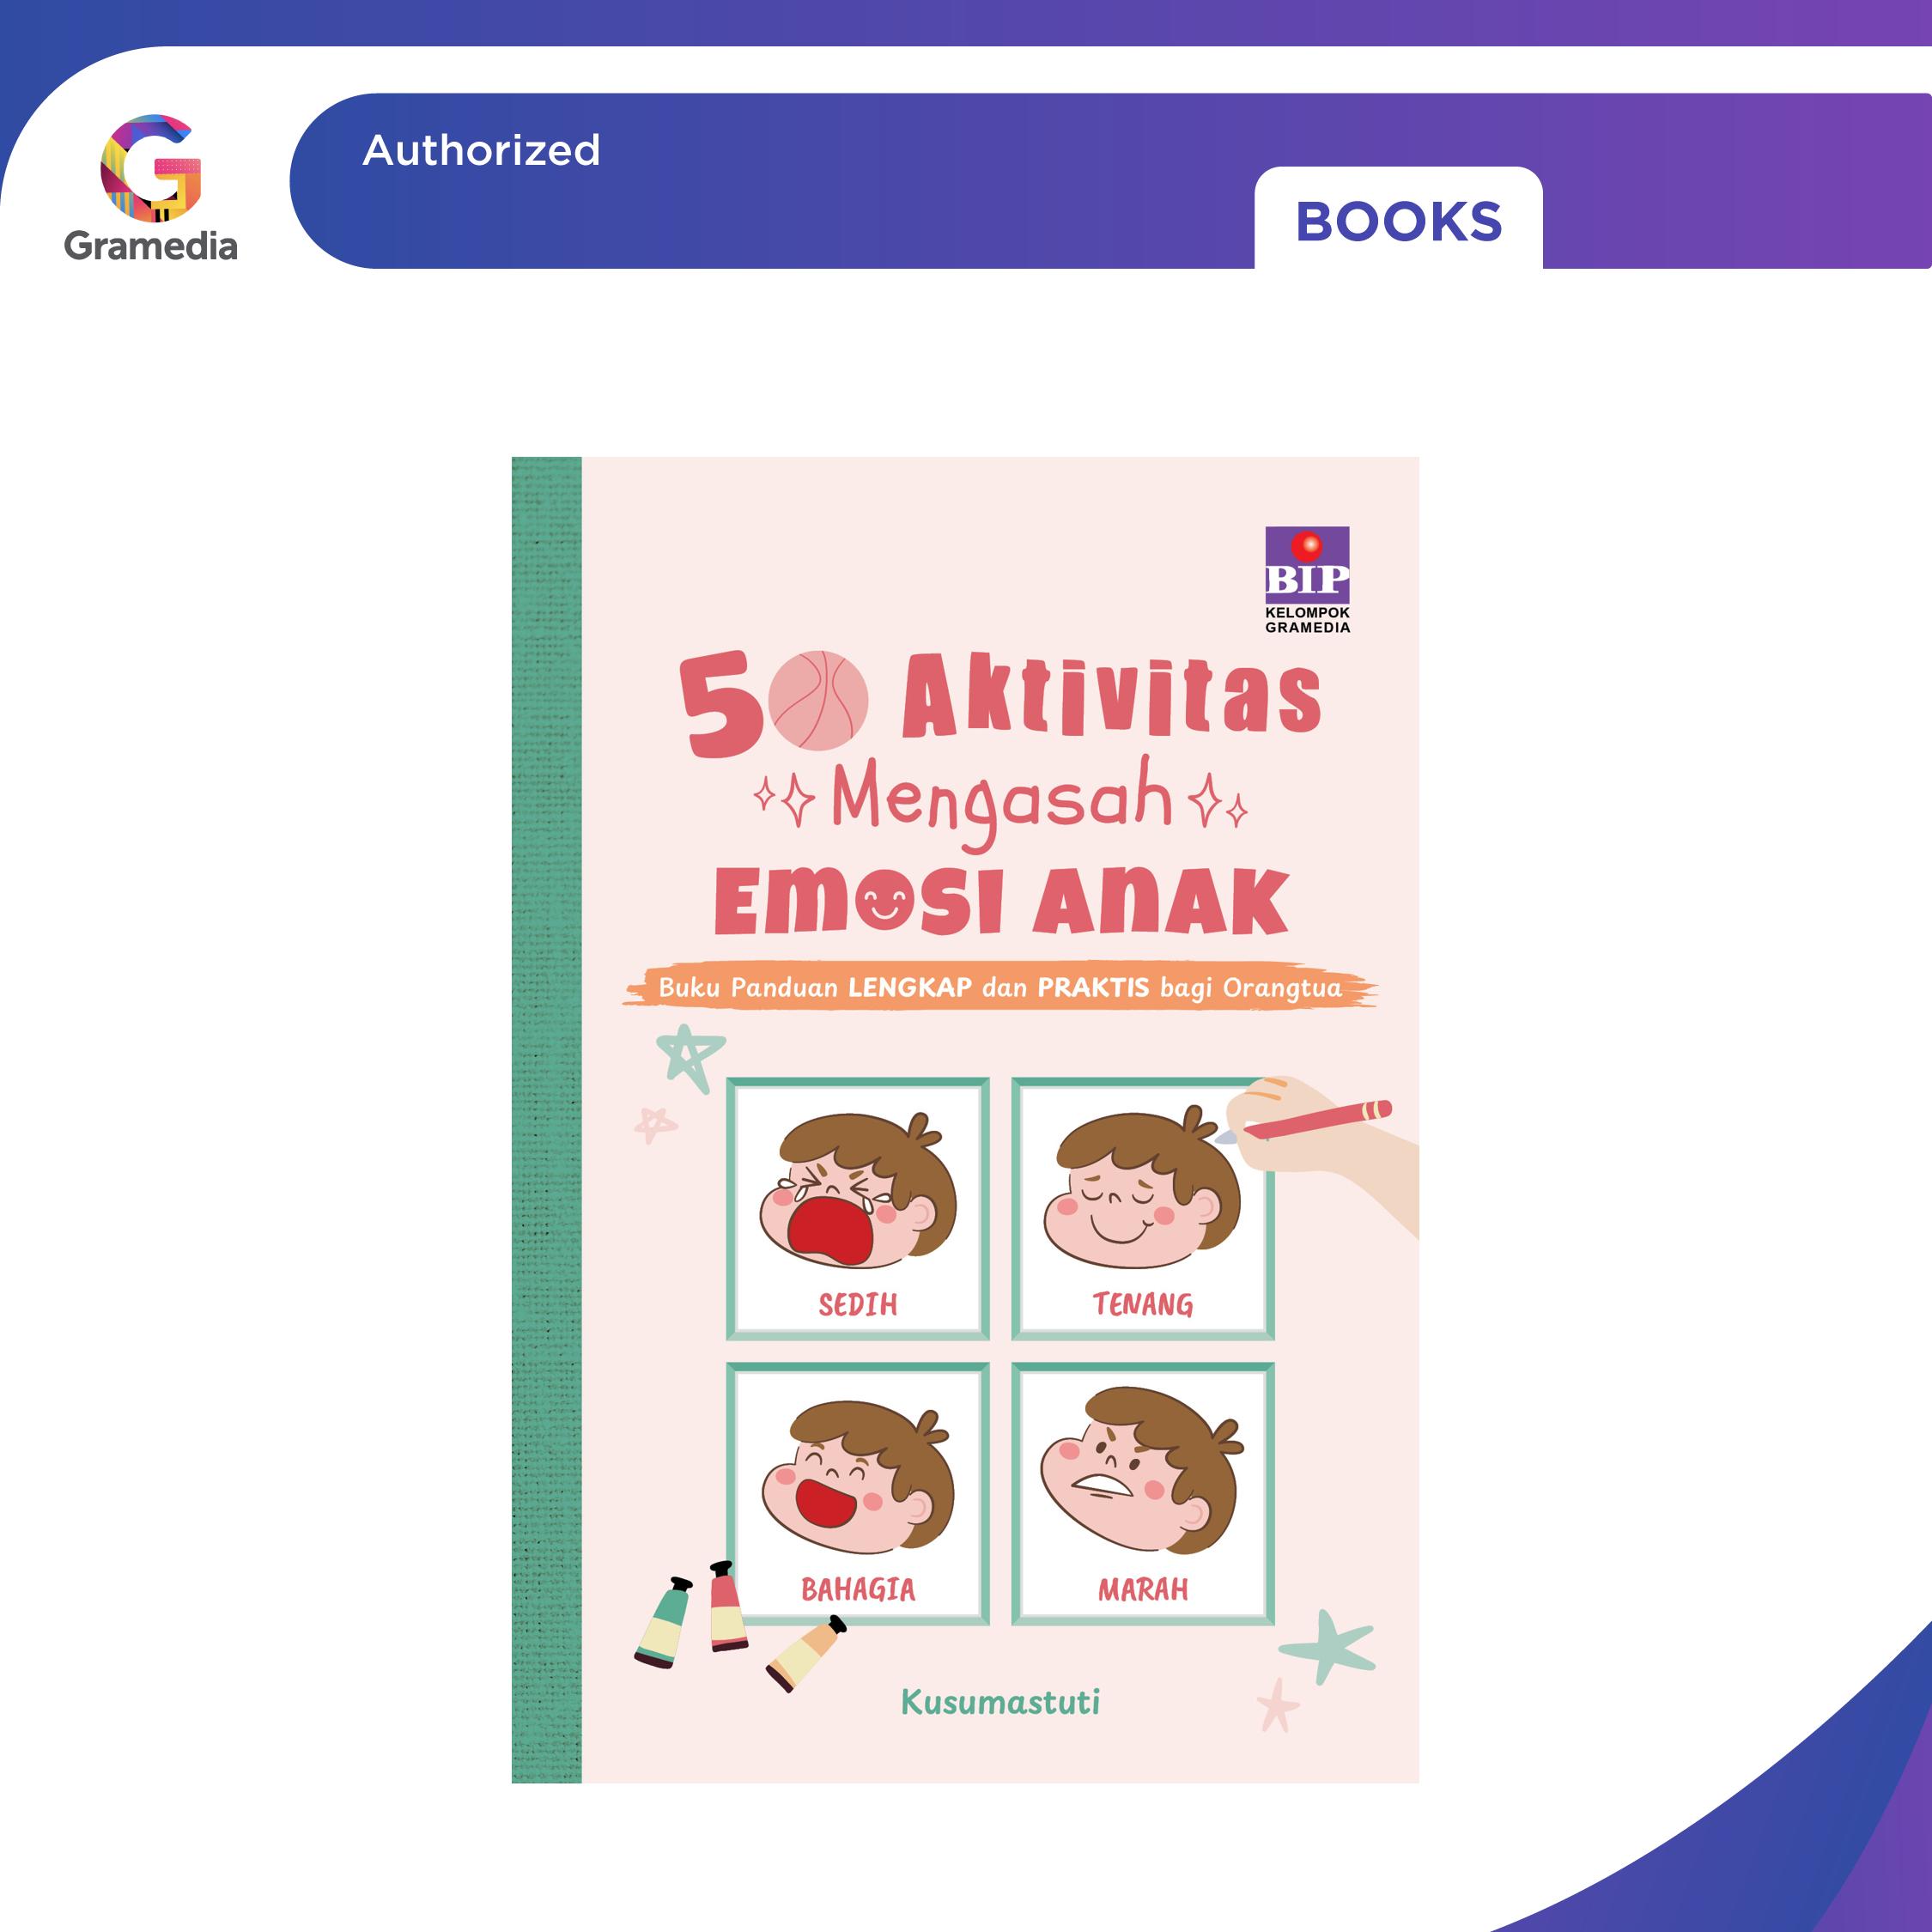 Gramedia
Authorized
BOOKS
BIP
KELOMPOK
GRAMEDIA
50 Aktivitas
Mengasah
EMOSI ANAK
Buku Panduan LENGKAP dan PRAKTIS bagi Orangtua
SEDIH
TENANG
BAHAGIA
MARAH
Kusumastuti